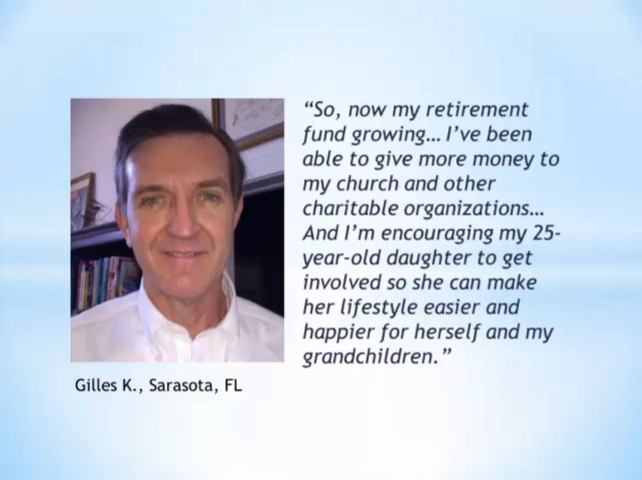 “So, now my retirement
fund growing… I’ve been
able to give more money to
my church and other
charitable organizations…
And I’m encouraging my 25-
year-old daughter to get
involved so she can make
her lifestyle easier and
happier for herself and my
grandchildren.”
Gilles K., Sarasota, FL